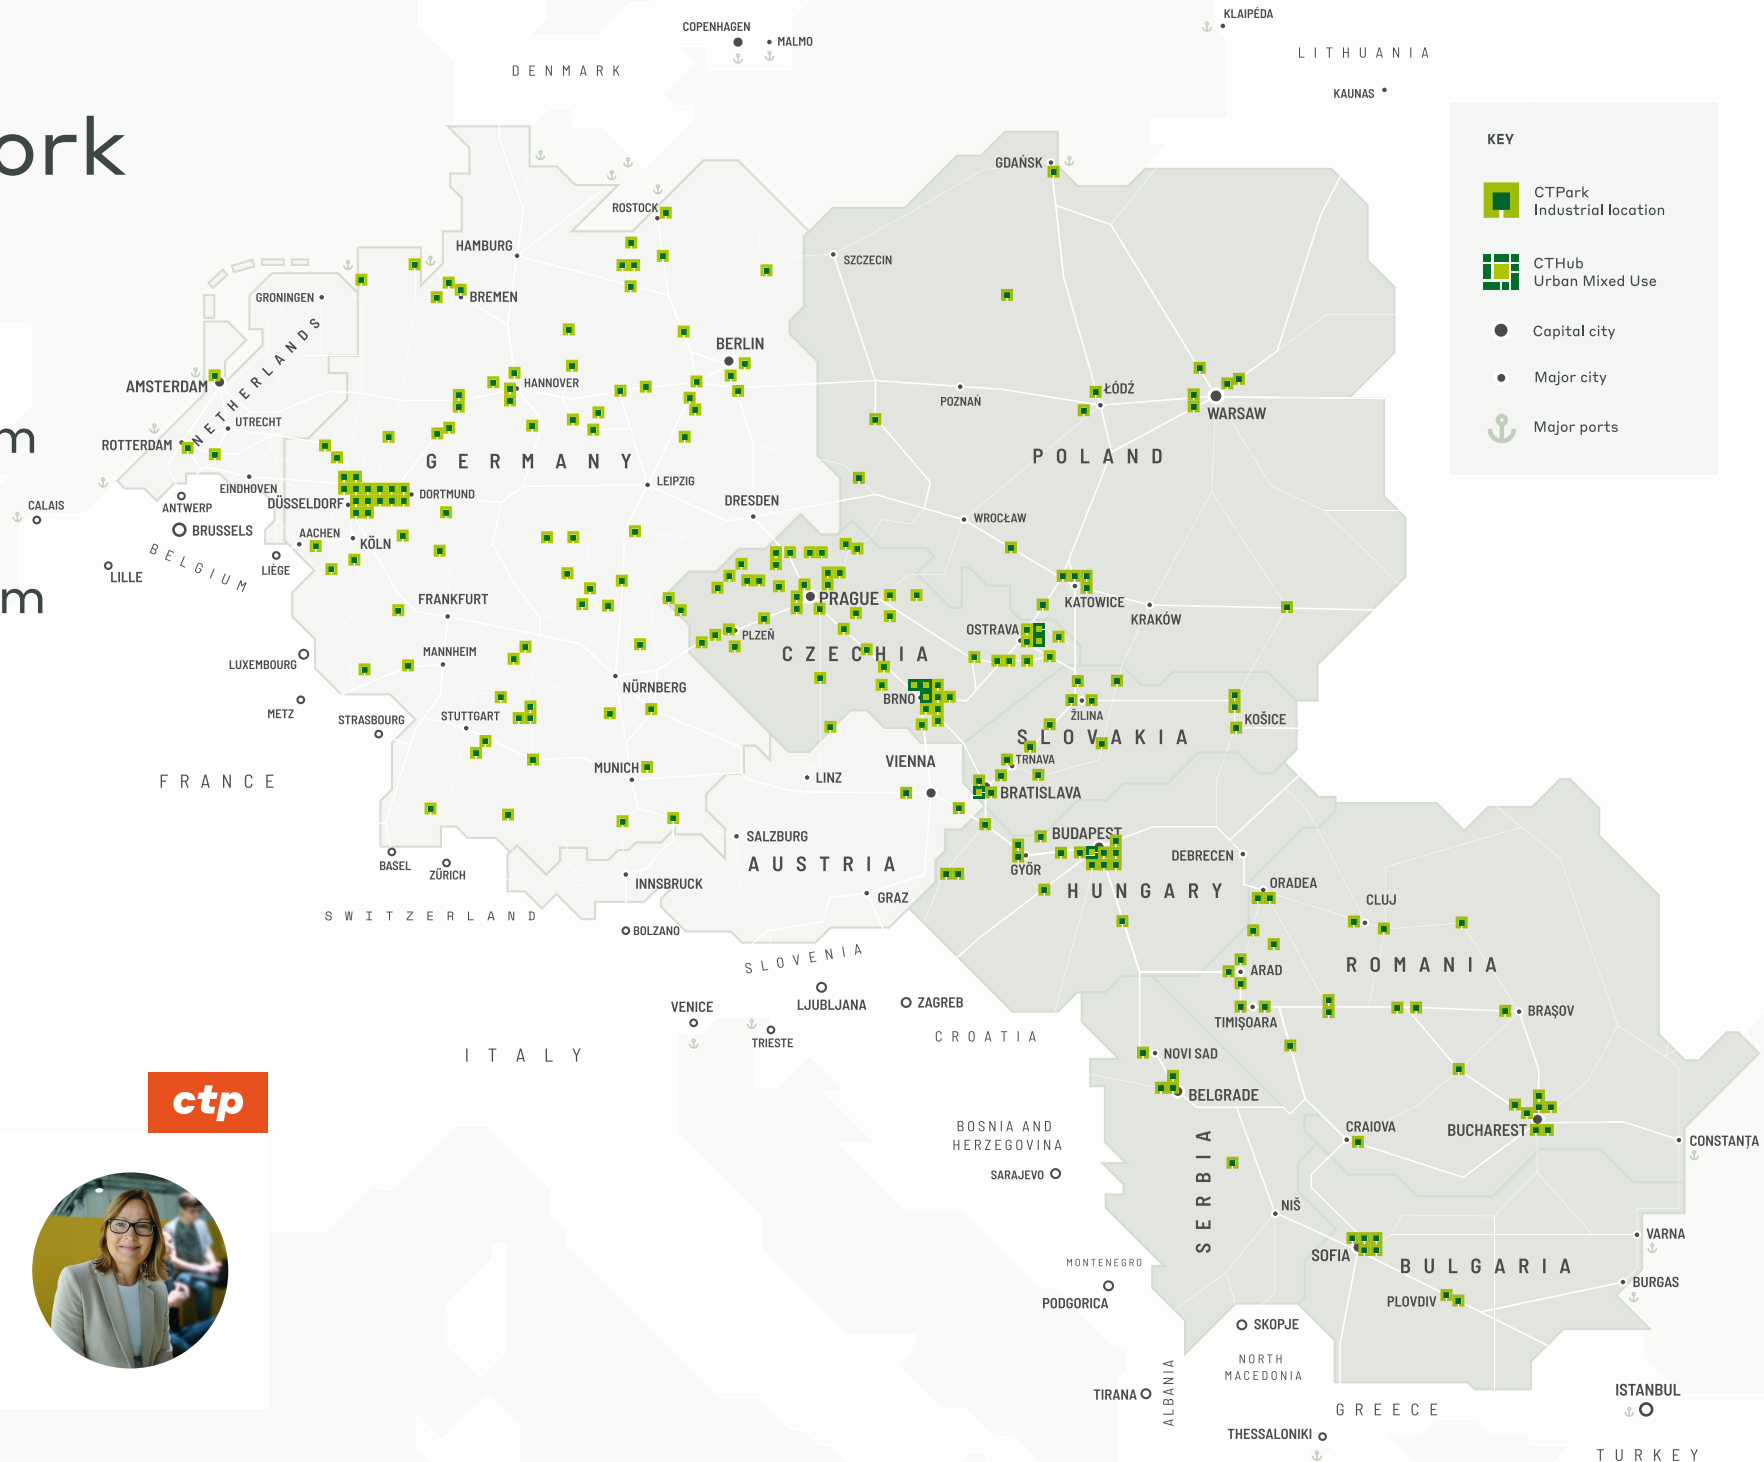 ork
m
m
KEY
CTPark
Industrial location
CTHub
Urban Mixed Use
Capital city
Major city
Major ports
COPENHAGEN
MALMO
KLAIPÉDA
LITHUANIA
KAUNAS
DENMARK
GDAŃSK
ROSTOCK
HAMBURG
SZCZECIN
GRONINGEN
BREMEN
NETHERLANDS
BERLIN
AMSTERDAM
HANNOVER
POZNAŃ
ŁÓDŹ
WARSAW
UTRECHT
ROTTERDAM
GERMANY
POLAND
EINDHOVEN
LEIPZIG
DORTMUND
DÜSSELDORF
DRESDEN
CALAIS
ANTWERP
WROCŁAW
BRUSSELS
AACHEN
KÖLN
BELGIUM
LIÈGE
LILLE
FRANKFURT
PRAGUE
KATOWICE
KRAKÓW
OSTRAVA
PLZEŇ
CZECHIA
MANNHEIM
LUXEMBOURG
NÜRNBERG
BRNO
METZ
STRASBOURG
STUTTGART
ŽILINA
KOŠICE
SLOVAKIA
VIENNA
TRNAVA
MUNICH
LINZ
FRANCE
BRATISLAVA
SALZBURG
BUDAPEST
AUSTRIA
GYŐR
DEBRECEN
BASEL
ZÜRICH
INNSBRUCK
HUNGARY
ORADEA
GRAZ
CLUJ
SWITZERLAND
BOLZANO
SLOVENIA
ROMANIA
ARAD
LJUBLJANA
ZAGREB
VENICE
TIMIŞOARA
BRAŞOV
TRIESTE
CROATIA
ITALY
NOVI SAD
BELGRADE
ctp
BOSNIA AND
HERZEGOVINA
CRAIOVA
BUCHAREST
CONSTANȚA
SARAJEVO
SERBIA
NIŠ
VARNA
SOFIA
BULGARIA
MONTENEGRO
BURGAS
PODGORICA
PLOVDIV
SKOPJE
NORTH
MACEDONIA
TIRANA
ALBANIA
ISTANBUL
GREECE
THESSALONIKI
TURKEY